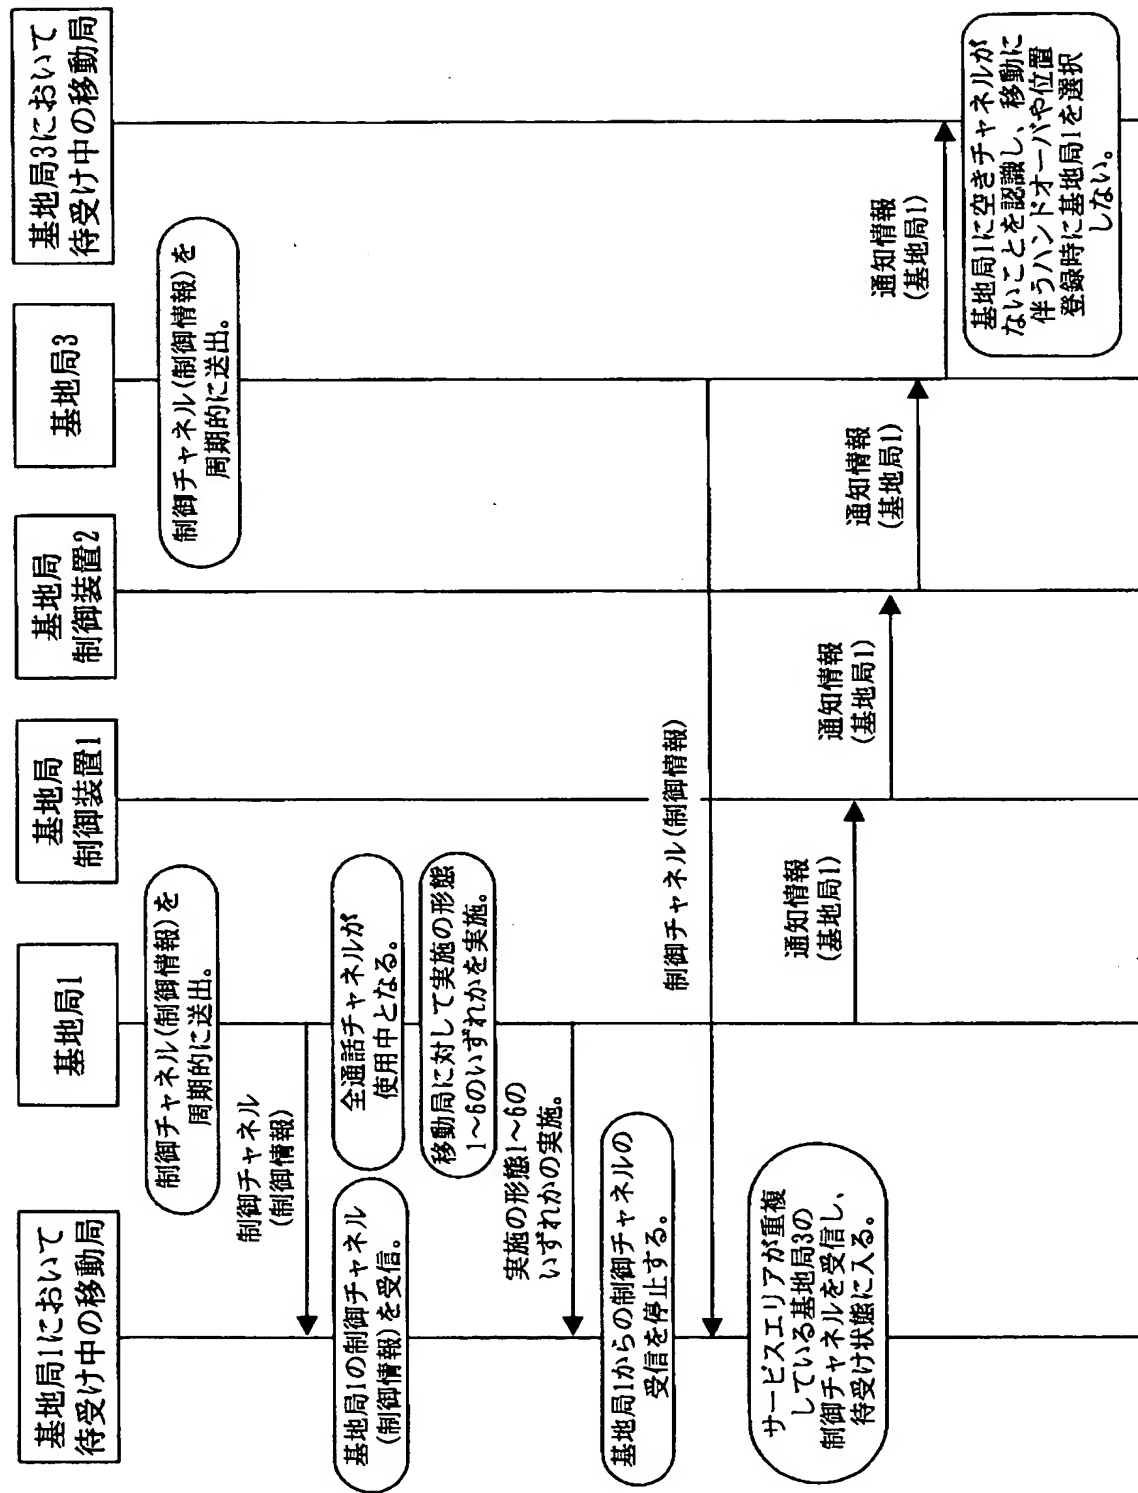 基地局1において
待受け中の移動局
基地局1
基地局
制御装置1
基地局
制御装置2
基地局3
基地局3において
待受け中の移動局
制御チャネル(制御情報)を
周期的に送出。
制御チャネル(制御情報)を
周期的に送出。
制御チャネル
(制御情報)
基地局1の制御チャネル
(制御情報)を受信。
全通話チャネルが
使用中となる。
移動局に対して実施の形態
1~6のいずれかを実施。
実施の形態1~6の
いずれかの実施。
基地局1からの制御チャネルの
受信を停止する。
制御チャネル(制御情報)
サービスエリアが重複
している基地局3の
制御チャネルを受信し、
待受け状態に入る。
通知情報
(基地局1)
通知情報
(基地局1)
通知情報
(基地局1)
通知情報
(基地局1)
基地局1に空きチャネルが
ないことを認識し、移動に
伴うハンドオーバや位置
登録時に基地局1を選択
しない。